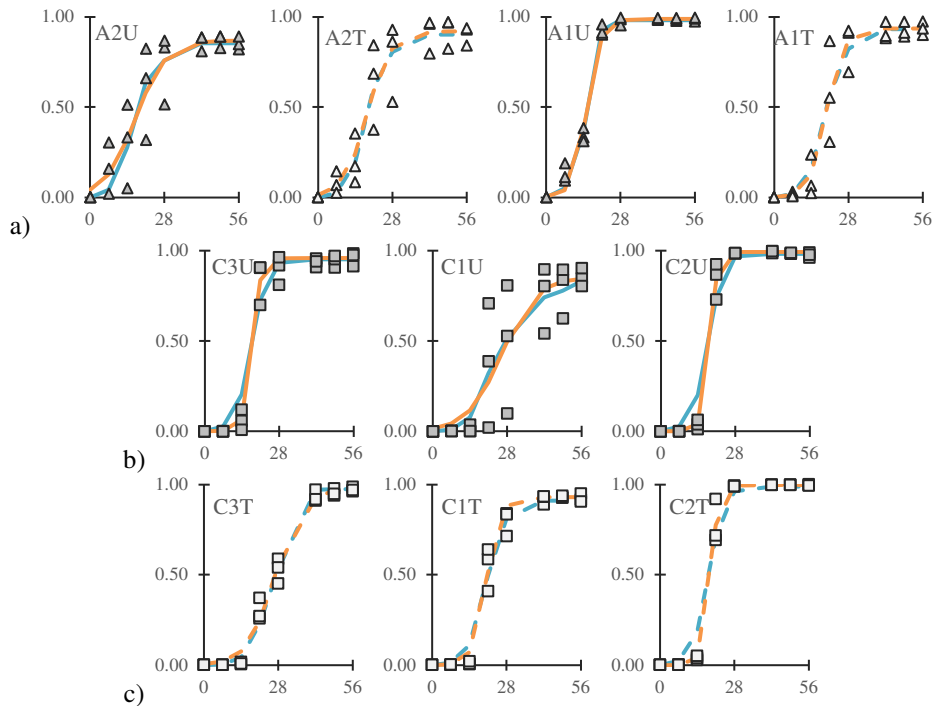 1.00 A2U 1.00 A2T 1.00 A1U 1.00 A1T
0.50 0.50 0.50 0.50
0.00 0.00 0.00 0.00
0 28 56 0 28 56 0 28 56 0 28 56
a)
1.00 C3U 1.00 C1U 1.00 C2U
0.50 0.50 0.50
0.00 0.00 0.00
0 28 56 0 28 56 0 28 56
b)
1.00 C3T 1.00 C1T 1.00 C2T
0.50 0.50 0.50
0.00 0.00 0.00
0 28 56 0 28 56 0 28 56
c)